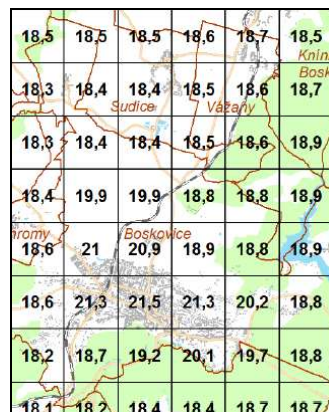 18,5 18,5 18,5 18,6 18,7 18,5
Knín
Bosk
18,3 18,4 18,4 18,5 18,6 18,7
Sudice Vážany
18,3 18,4 18,4 18,5 18,6 18,9
18,4 19,9 19,9 18,8 18,8 18,9
hromy Boskovice
18,6 21 20,9 18,9 18,8 18,9
18,6 21,3 21,5 21,3 20,2 18,8
18,2 18,7 19,2 20,1 19,7 18,8
18,1 18,2 18,4 18,4 18,7 18,7